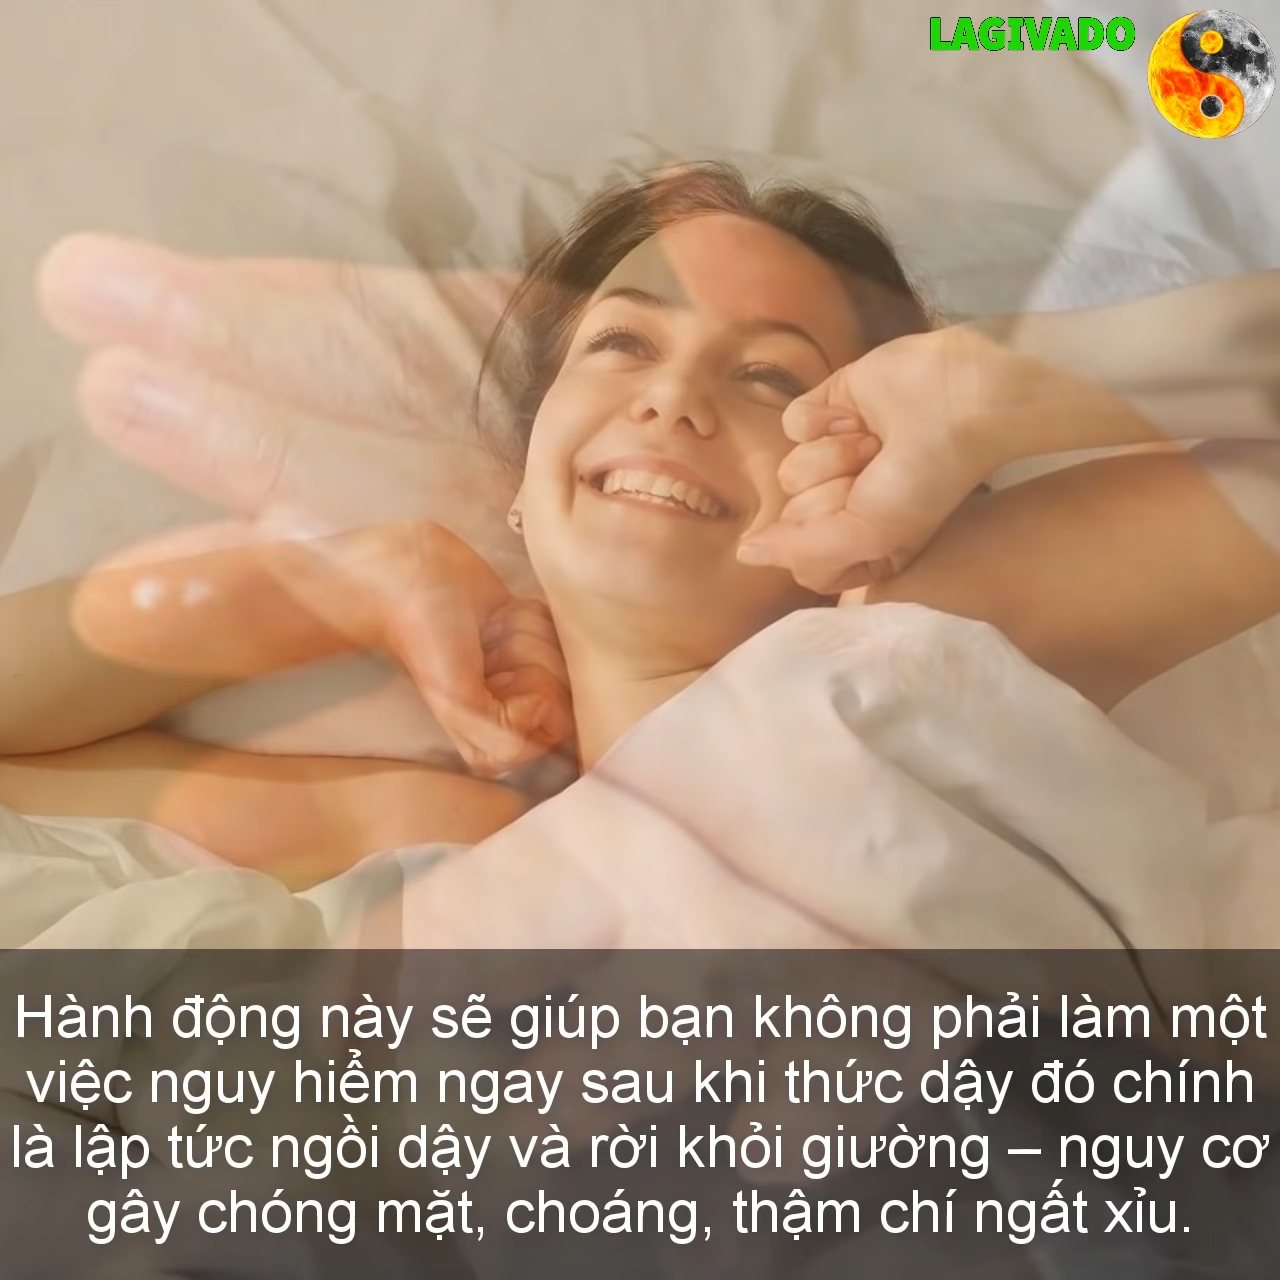 LAGIVADO
Hành động này sẽ giúp bạn không phải làm một
việc nguy hiểm ngay sau khi thức dậy đó chính
là lập tức ngồi dậy và rời khỏi giường – nguy cơ
gây chóng mặt, choáng, thậm chí ngất xỉu.